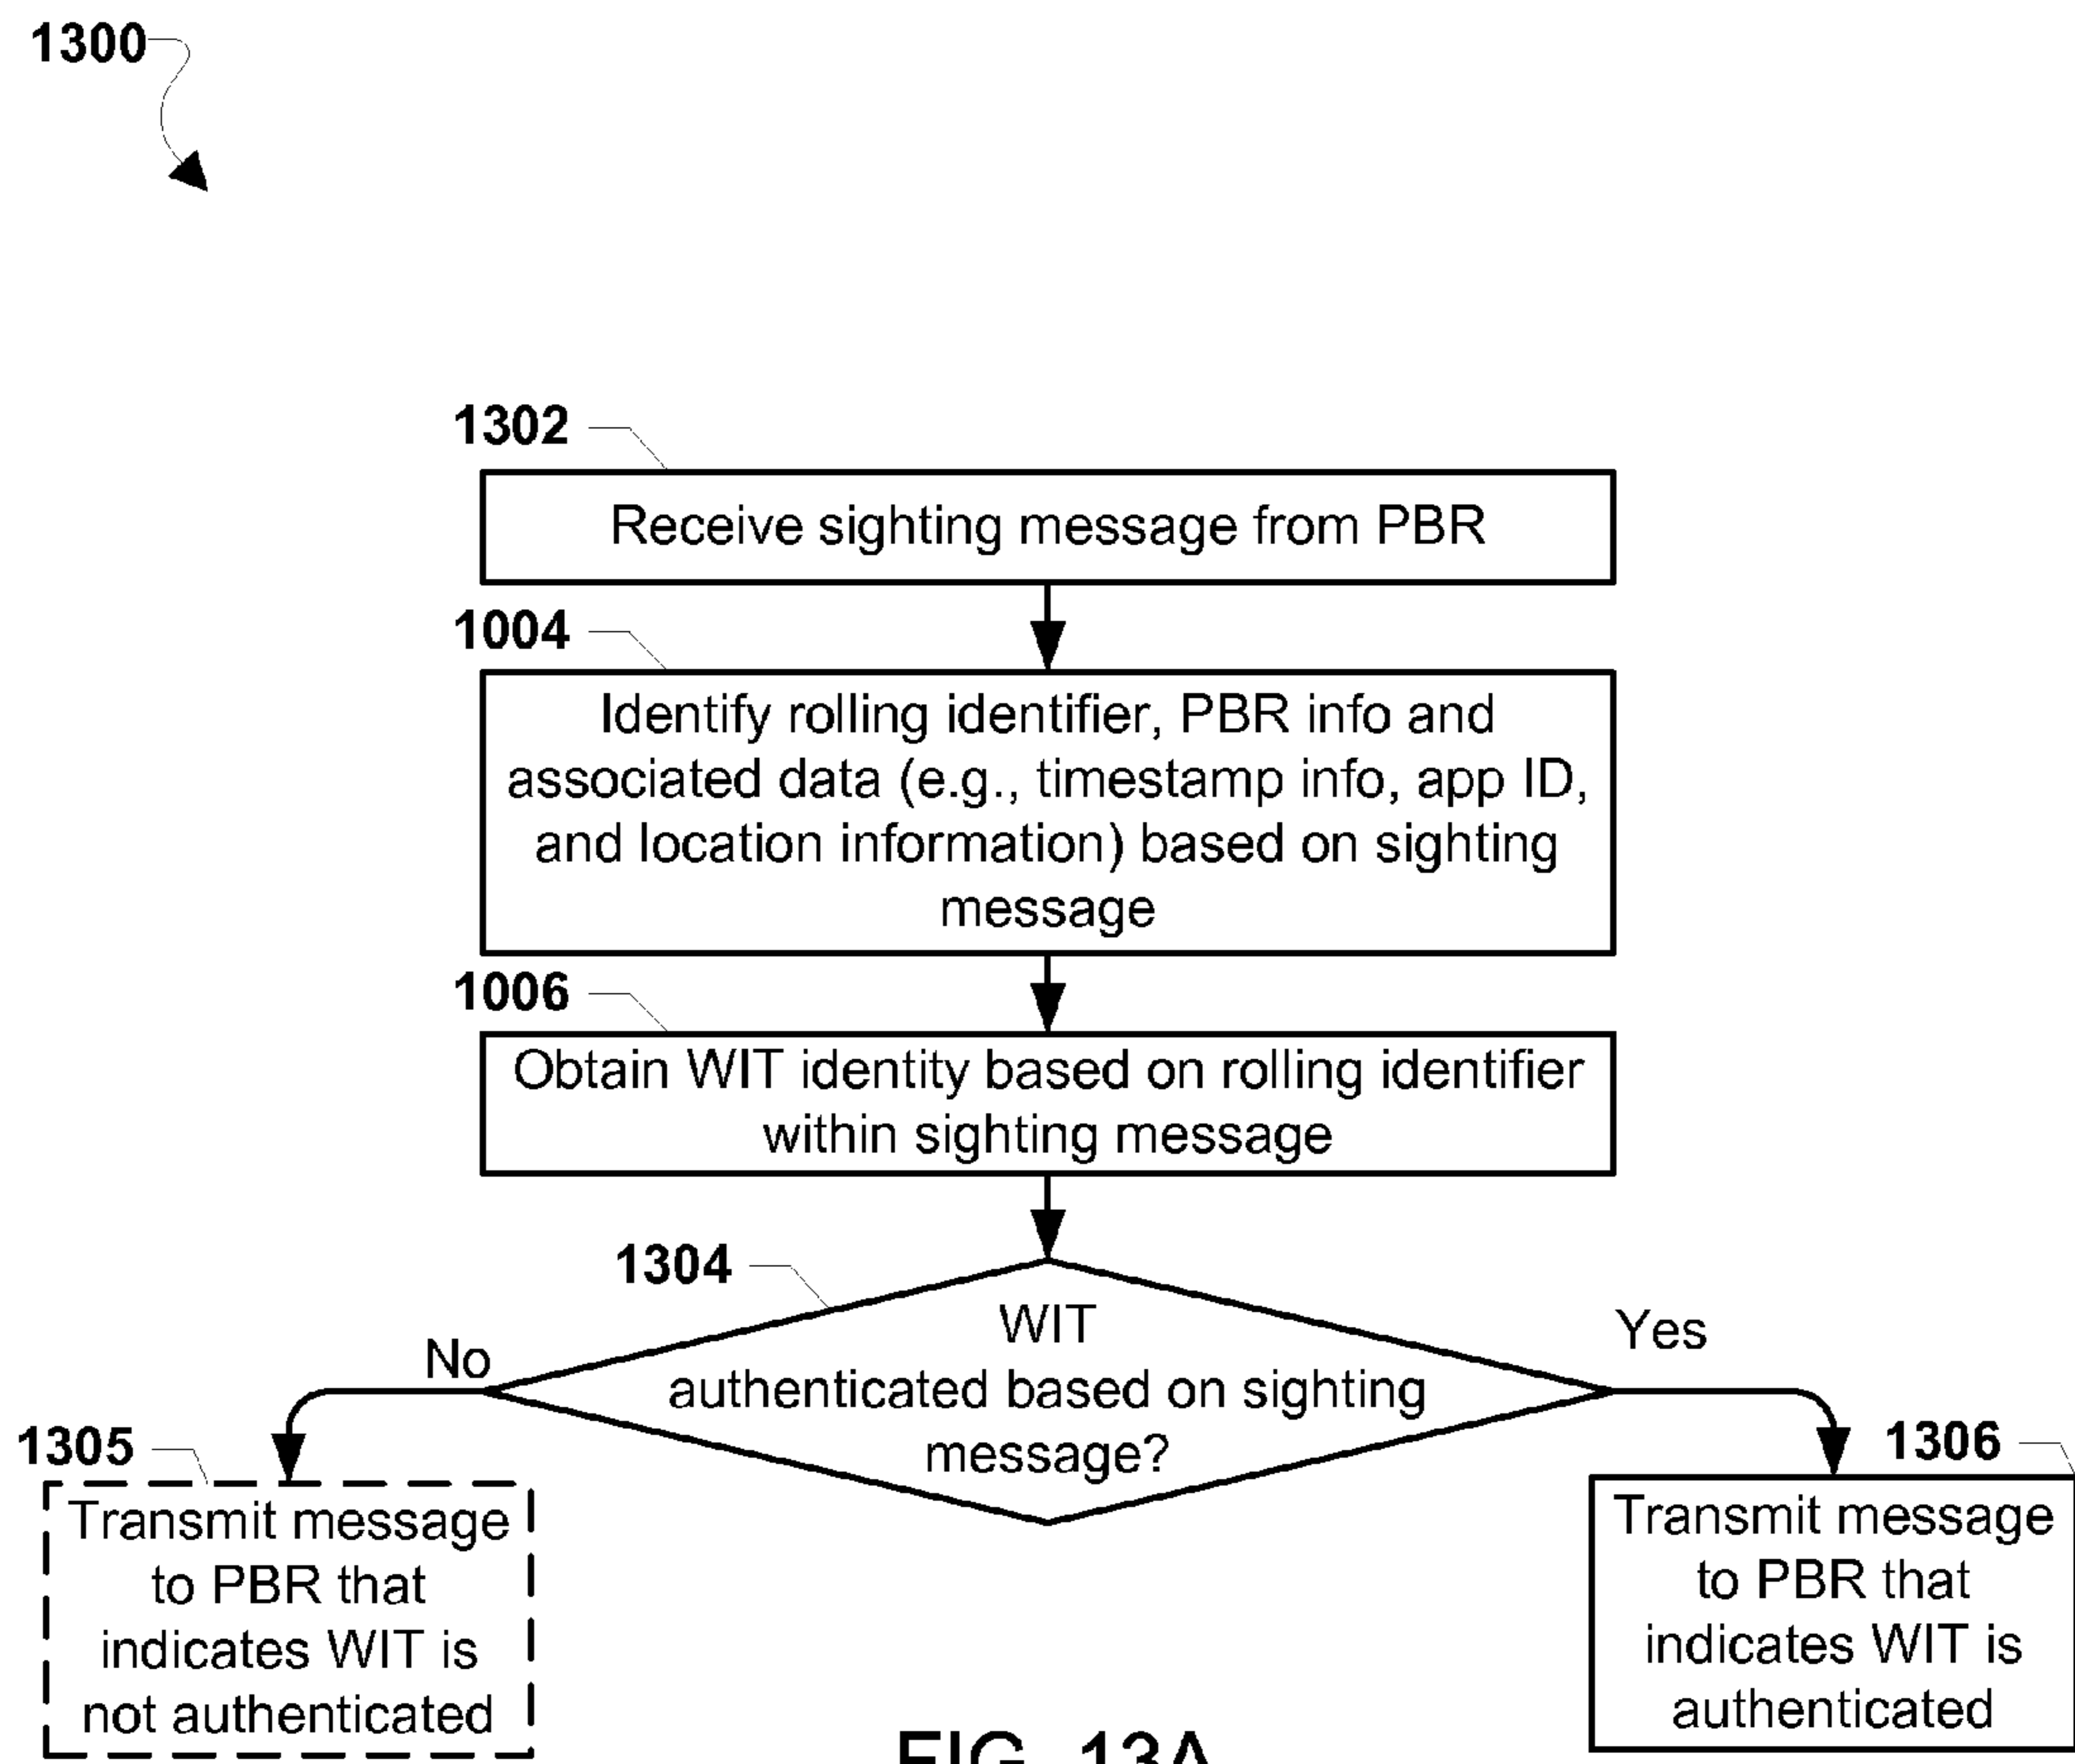 1300
1302
Receive sighting message from PBR
1004
Identify rolling identifier, PBR info and
associated data (e.g., timestamp info, app ID,
and location information) based on sighting
message
1006
Obtain WIT identity based on rolling identifier
within sighting message
1304
WIT
authenticated based on sighting
message?
No
Yes
1305
Transmit message
to PBR that
indicates WIT is
not authenticated
1306
Transmit message
to PBR that
indicates WIT is
authenticated
FIG. 13A